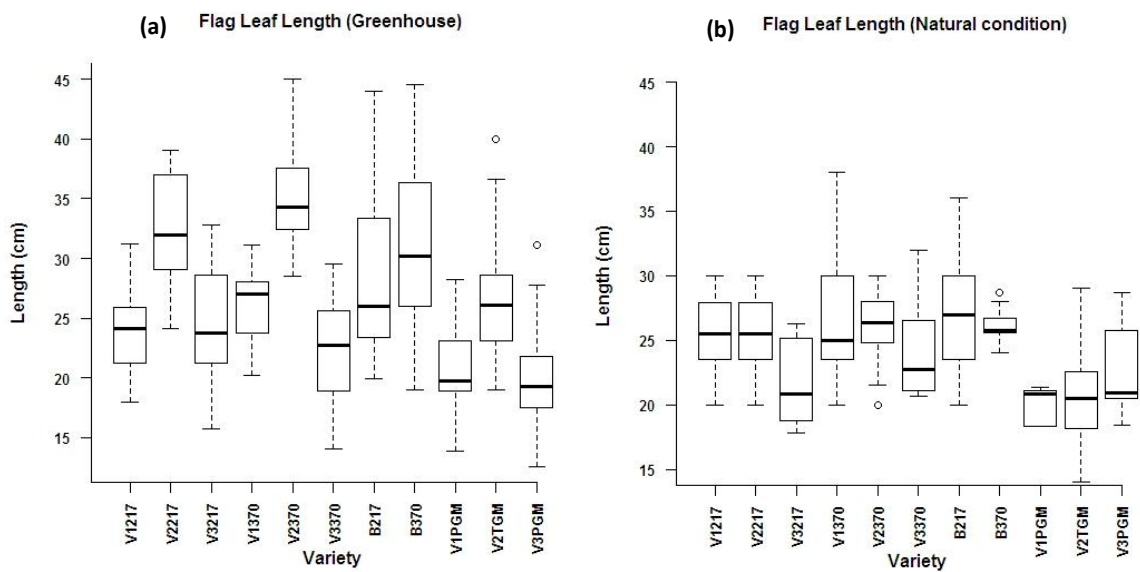 (a) Flag Leaf Length (Greenhouse)
Length (cm)
45
40
35
30
25
20
15
V1217
V2217
V3217
V1370
V2370
V3370
B217
B370
V1PGM
V2TGM
V3PGM
Variety
(b) Flag Leaf Length (Natural condition)
Length (cm)
45
40
35
30
25
20
15
V1217
V2217
V3217
V1370
V2370
V3370
B217
B370
V1PGM
V2TGM
V3PGM
Variety